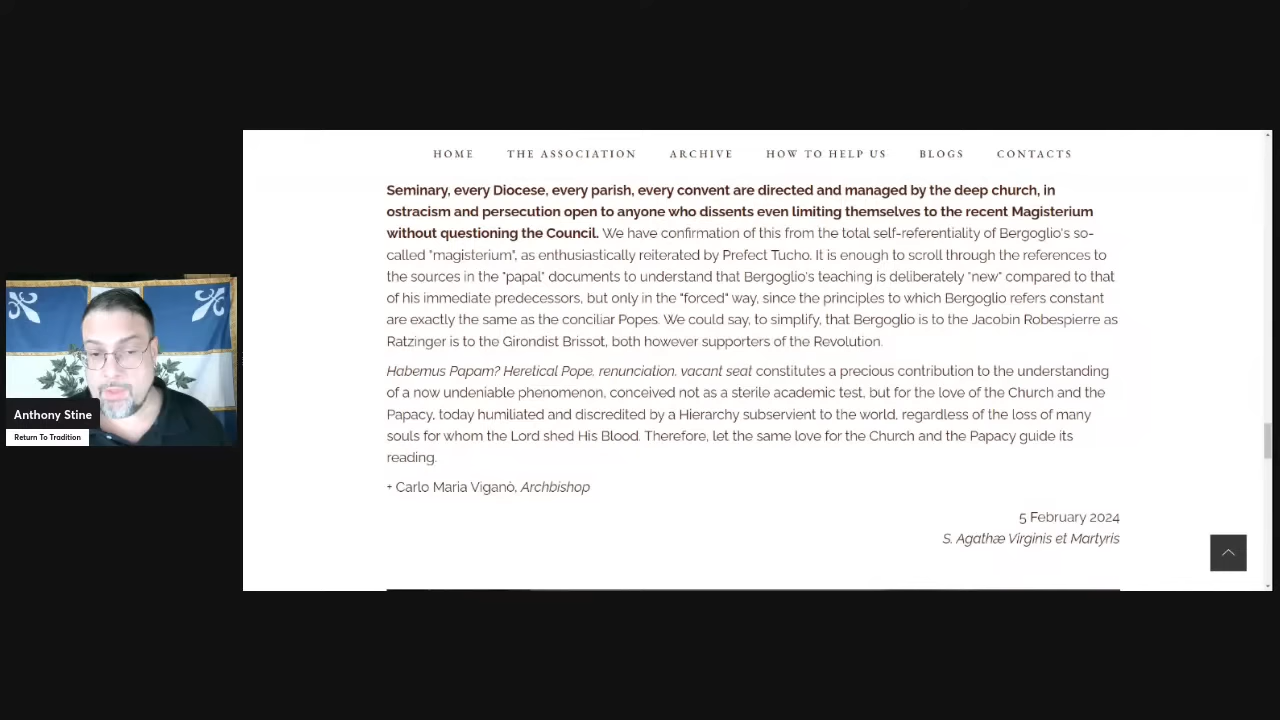 HOME THE ASSOCIATION ARCHIVE HOW TO HELP US BLOGS CONTACTS
Seminary, every Diocese, every parish, every convent are directed and managed by the deep church, in
ostracism and persecution open to anyone who dissents even limiting themselves to the recent Magisterium
without questioning the Council. We have confirmation of this from the total self-referentiality of Bergoglio's so-
called "magisterium", as enthusiastically reiterated by Prefect Tucho. It is enough to scroll through the references to
the sources in the "papal" documents to understand that Bergoglio's teaching is deliberately "new" compared to that
of his immediate predecessors, but only in the "forced" way, since the principles to which Bergoglio refers constant
are exactly the same as the conciliar Popes. We could say, to simplify, that Bergoglio is to the Jacobin Robespierre as
Ratzinger is to the Girondist Brissot, both however supporters of the Revolution.
Habemus Papam? Heretical Pope, renunciation, vacant seat constitutes a precious contribution to the understanding
of a now undeniable phenomenon, conceived not as a sterile academic test, but for the love of the Church and the
Papacy, today humiliated and discredited by a Hierarchy subservient to the world, regardless of the loss of many
souls for whom the Lord shed His Blood. Therefore, let the same love for the Church and the Papacy guide its
reading.
+ Carlo Maria Viganò, Archbishop
5 February 2024
S. Agathæ Virginis et Martyris
Anthony Stine
Return To Tradition